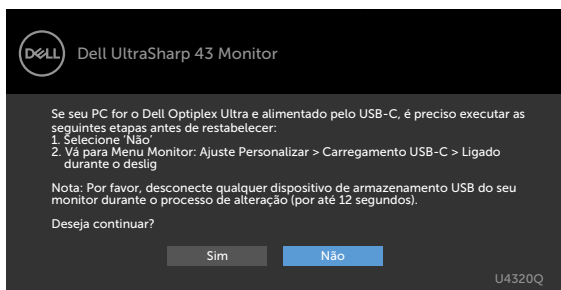 DELL
Dell UltraSharp 43 Monitor
Se seu PC for o Dell Optiplex Ultra e alimentado pelo USB-C, é preciso executar as
seguintes etapas antes de restabelecer:
1. Selecione ‘Não’
2. Vá para Menu Monitor: Ajuste Personalizar > Carregamento USB-C > Ligado
durante o deslig
Nota: Por favor, desconecte qualquer dispositivo de armazenamento USB do seu
monitor durante o processo de alteração (por até 12 segundos).
Deseja continuar?
Sim Não
U4320Q